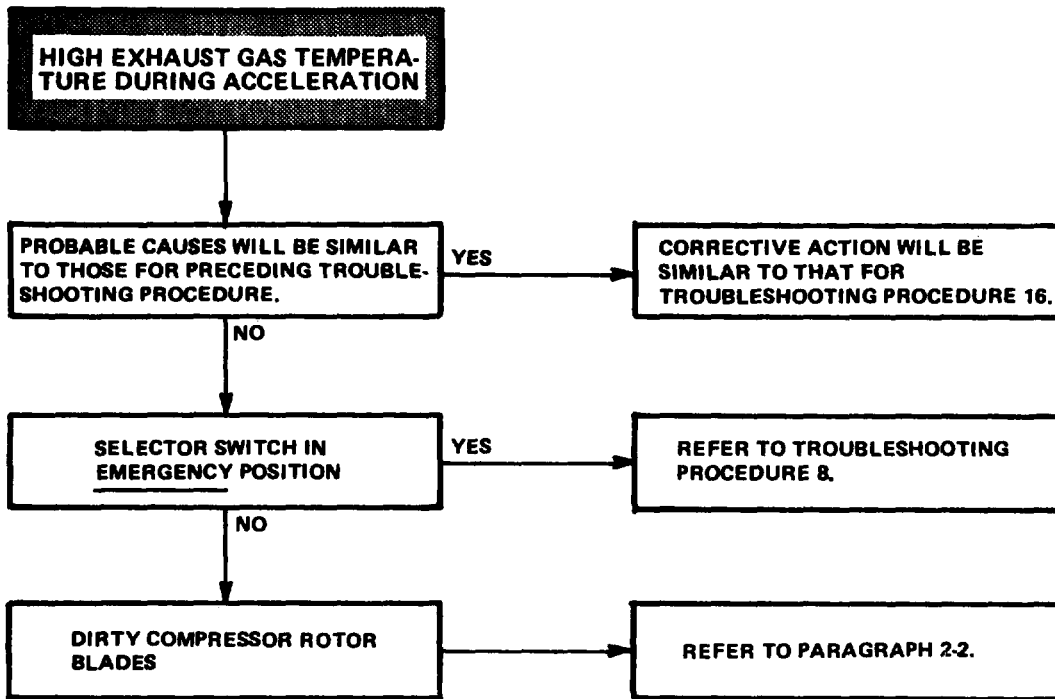 HIGH EXHAUST GAS TEMPERA-
TURE DURING ACCELERATION
PROBABLE CAUSES WILL BE SIMILAR
TO THOSE FOR PRECEDING TROUBLE-
SHOOTING PROCEDURE.
YES
CORRECTIVE ACTION WILL BE
SIMILAR TO THAT FOR
TROUBLESHOOTING PROCEDURE 16.
NO
SELECTOR SWITCH IN
EMERGENCY POSITION
YES
REFER TO TROUBLESHOOTING
PROCEDURE 8.
NO
DIRTY COMPRESSOR ROTOR
BLADES
REFER TO PARAGRAPH 2-2.